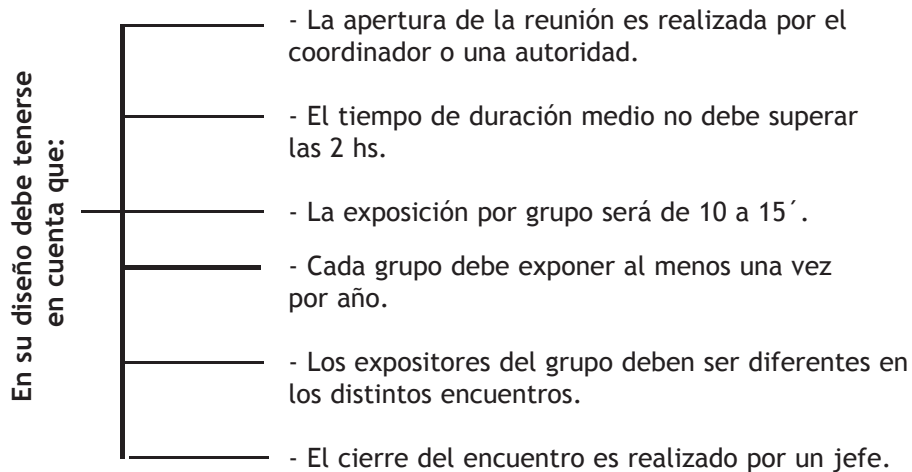 En su diseño debe tenerse
en cuenta que:
- La apertura de la reunión es realizada por el
coordinador o una autoridad.
- El tiempo de duración medio no debe superar
las 2 hs.
- La exposición por grupo será de 10 a 15´.
- Cada grupo debe exponer al menos una vez
por año.
- Los expositores del grupo deben ser diferentes en
los distintos encuentros.
- El cierre del encuentro es realizado por un jefe.